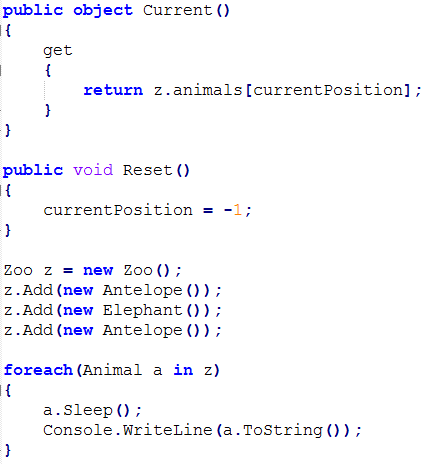 public object Current()
{
    get
    {
        return z.animals[currentPosition];
    }
}

public void Reset()
{
    currentPosition = -1;
}

Zoo z = new Zoo();
z.Add(new Antelope());
z.Add(new Elephant());
z.Add(new Antelope());

foreach(Animal a in z)
{
    a.Sleep();
    Console.WriteLine(a.ToString());
}